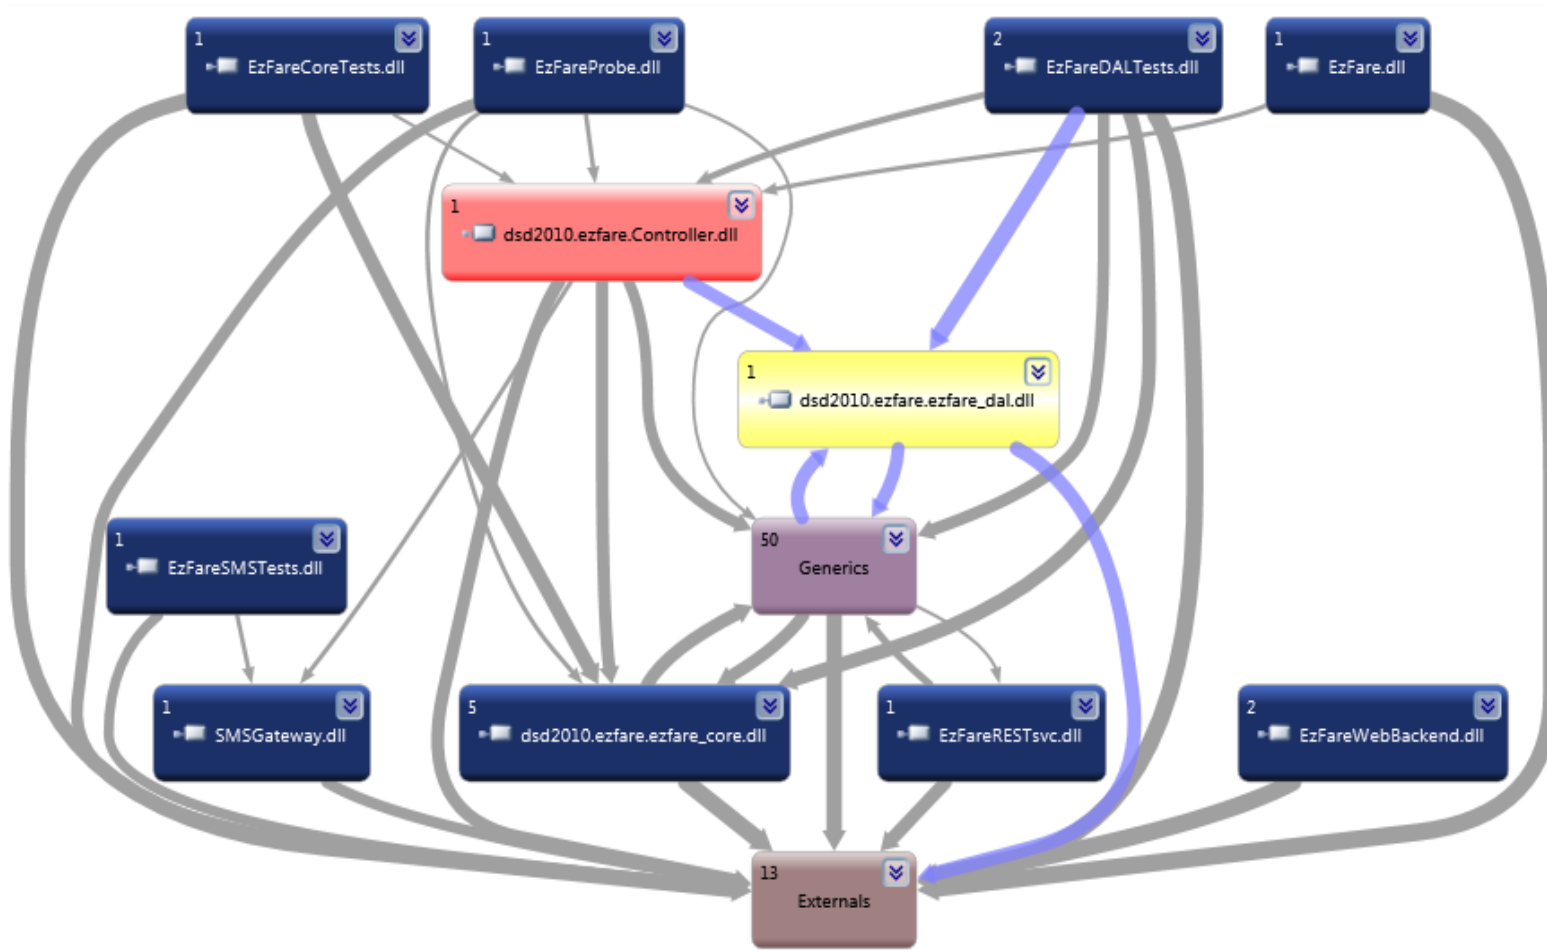 1
EzFareCoreTests.dll
1
EzFareProbe.dll
2
EzFareDALTests.dll
1
EzFare.dll
1
dsd2010.ezfare.Controller.dll
1
dsd2010.ezfare.ezfare_dal.dll
1
EzFareSMSTests.dll
50
Generics
1
SMSGateway.dll
5
dsd2010.ezfare.ezfare_core.dll
1
EzFareRESTsvc.dll
2
EzFareWebBackend.dll
13
Externals